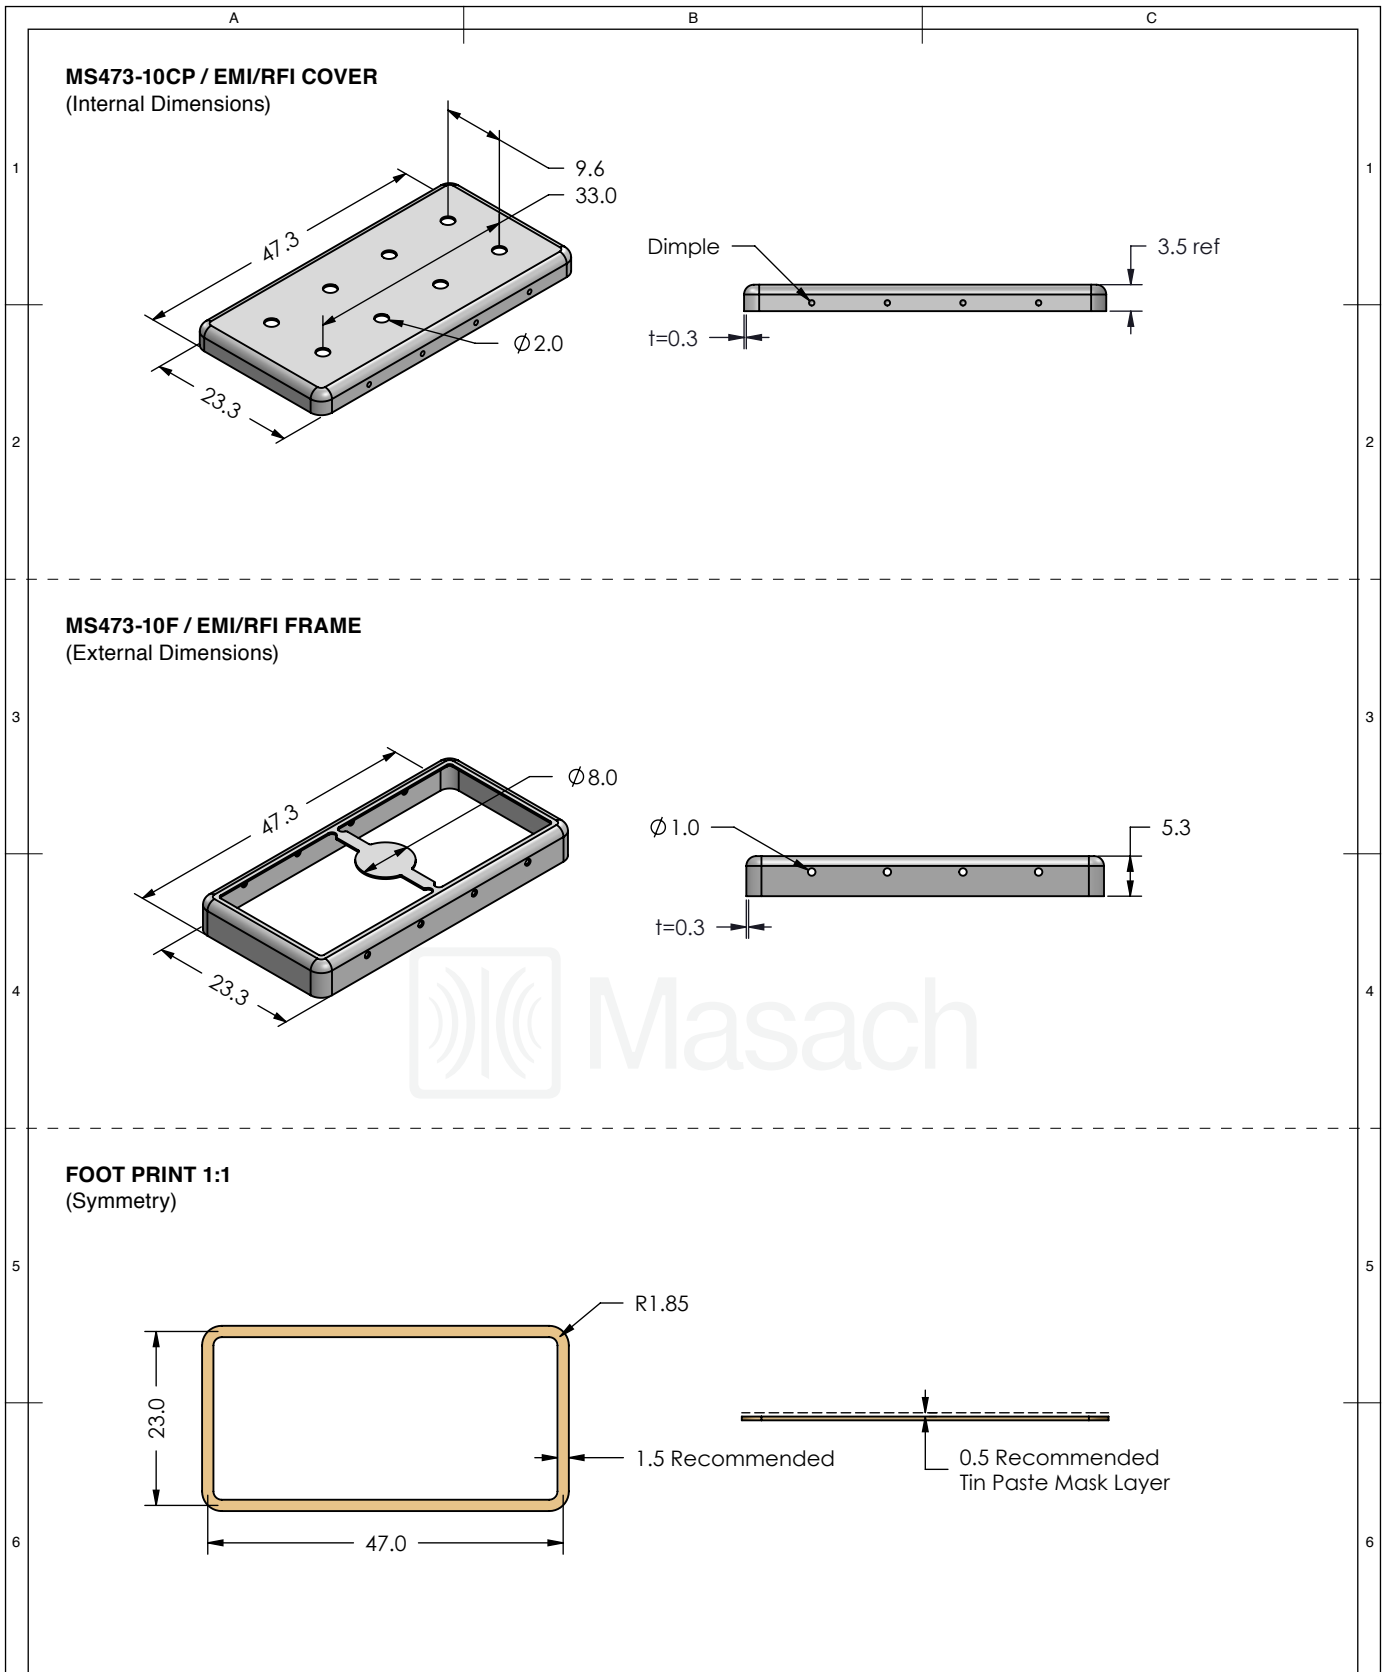 A B C
MS473-10CP / EMI/RFI COVER
(Internal Dimensions)
1 1
9.6
33.0
47.3
Dimple
3.5 ref
t=0.3
Ø2.0
23.3
2 2
MS473-10F / EMI/RFI FRAME
(External Dimensions)
3 3
Ø8.0
47.3
Ø1.0
5.3
t=0.3
23.3
4 4
Masach
FOOT PRINT 1:1
(Symmetry)
5 5
R1.85
23.0
1.5 Recommended
0.5 Recommended
Tin Paste Mask Layer
47.0
6 6